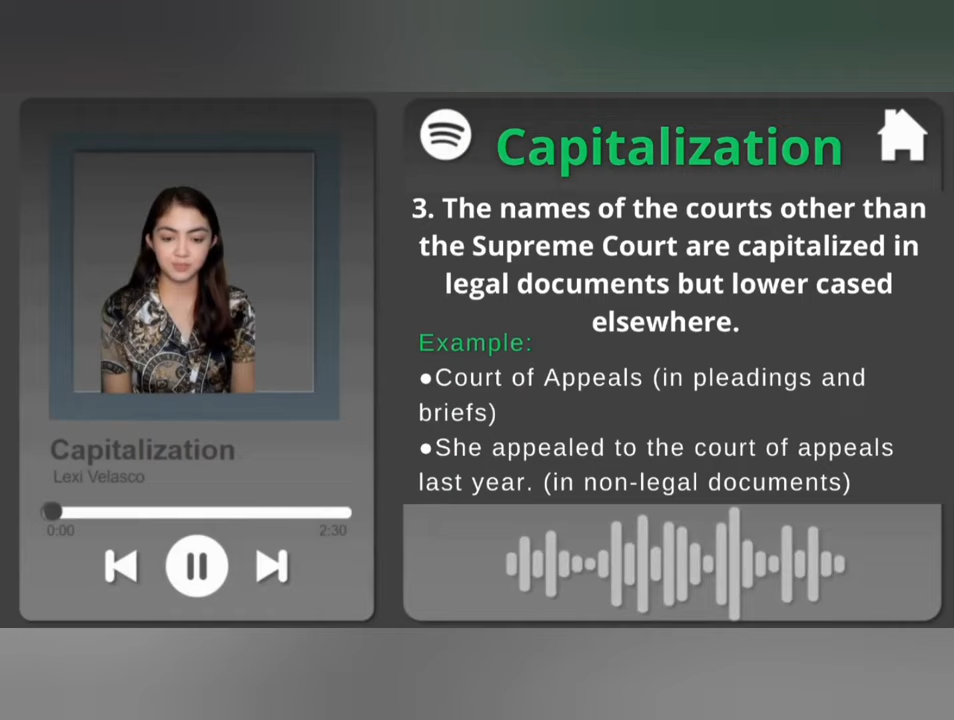 Capitalization
Lexi Velasco
0:00
2:30
Capitalization
3. The names of the courts other than
the Supreme Court are capitalized in
legal documents but lower cased
elsewhere.
Example:
●Court of Appeals (in pleadings and
briefs)
●She appealed to the court of appeals
last year. (in non-legal documents)